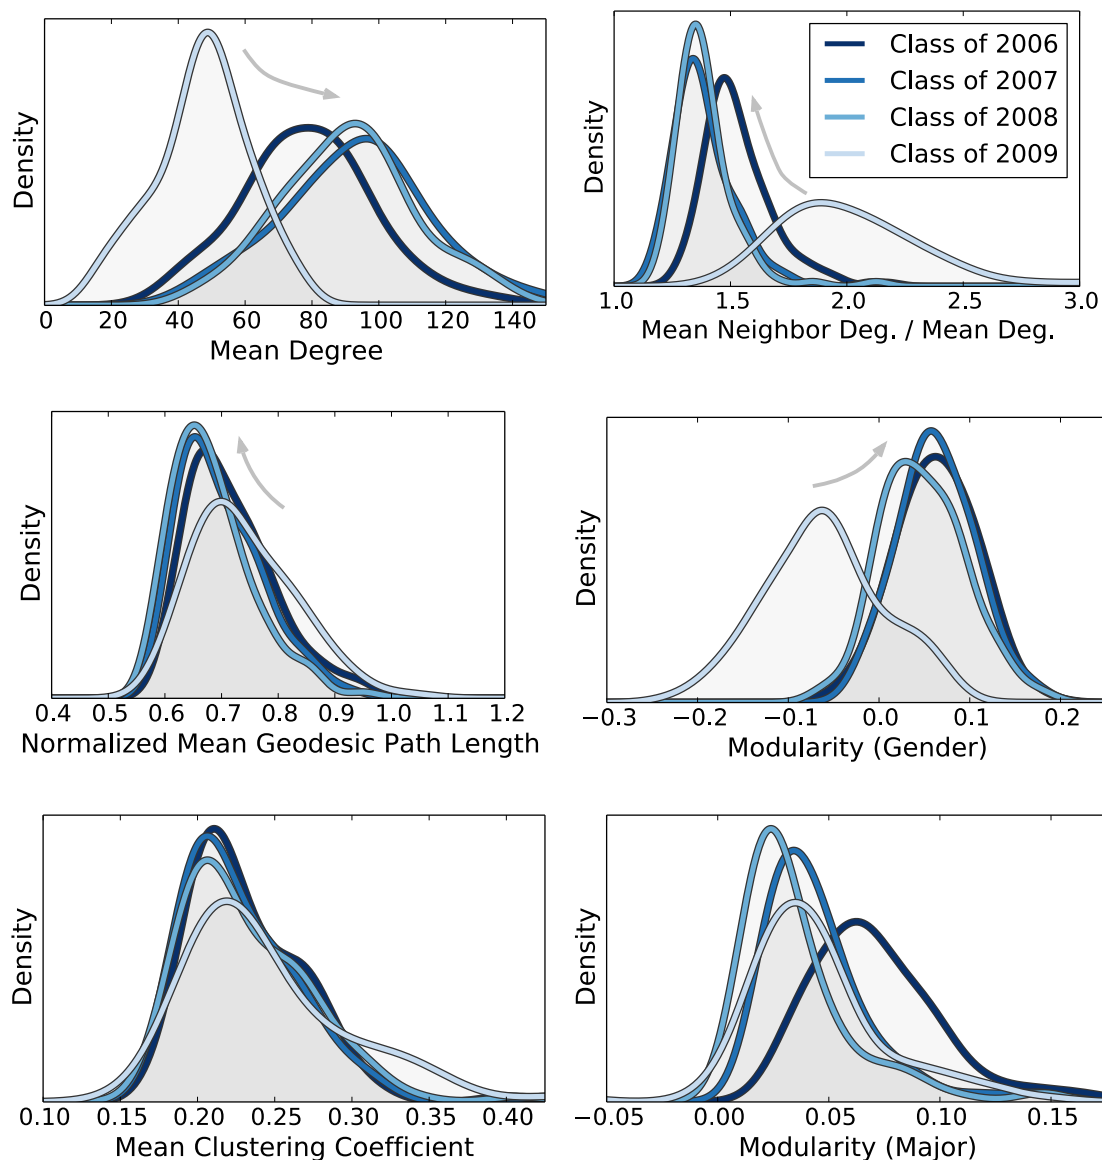 Density
0 20 40 60 80 100 120 140
Mean Degree
Density
Class of 2006
Class of 2007
Class of 2008
Class of 2009
1.0 1.5 2.0 2.5 3.0
Mean Neighbor Deg. / Mean Deg.
Density
0.4 0.5 0.6 0.7 0.8 0.9 1.0 1.1 1.2
Normalized Mean Geodesic Path Length
Density
−0.3 −0.2 −0.1 0.0 0.1 0.2
Modularity (Gender)
Density
0.10 0.15 0.20 0.25 0.30 0.35 0.40
Mean Clustering Coefficient
Density
−0.05 0.00 0.05 0.10 0.15
Modularity (Major)